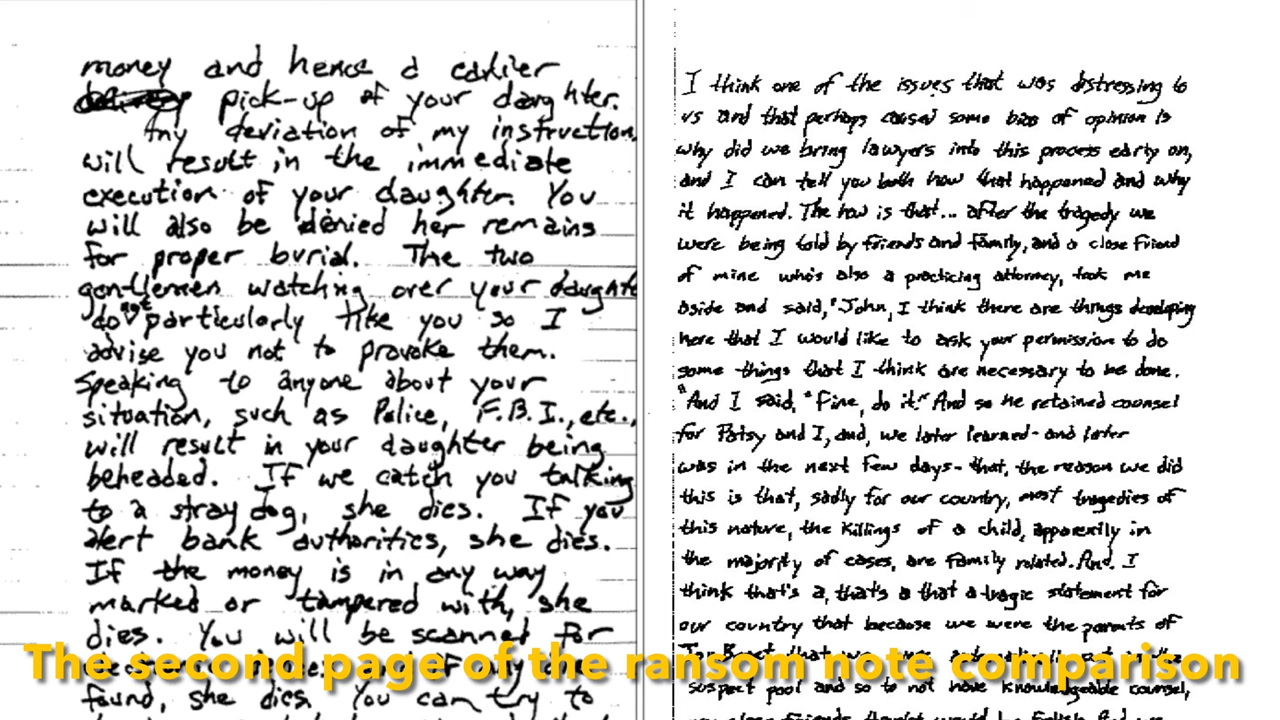 money and hence a earlier
pick-up of your daughter.
Any deviation of my instruction
will result in the immediate
execution of your daughter. You
will also be denied her remains
for proper burial. The two
gentlemen watching over your daughte
do not particularly like you so I
advise you not to provoke them.
Speaking to anyone about your
situation, such as Police, F.B.I., etc.,
will result in your daughter being
beheaded. If we catch you talking
to a stray dog, she dies. If you
alert bank authorities, she dies.
If the money is in any way
marked or tampered with, she
dies. You will be scanned for
if any
found, she dies. You can try to
I think one of the issues that was distressing to
us and that perhaps caused some bias of opinion is
why did we bring lawyers into this process early on,
and I can tell you both how that happened and why
it happened. The how is that... after the tragedy we
were being told by friends and family, and a close friend
of mine who's also a practicing attorney, took me
aside and said, "John, I think there are things developing
here that I would like to ask your permission to do
some things that I think are necessary to be done.
"And I said, "Fine, do it." And so he retained counsel
for Patsy and I, and, we later learned- and later
was in the next few days- that, the reason we did
this is that, sadly for our country, most tragedies of
this nature, the killings of a child, apparently in
the majority of cases, are family related. And. I
think that's a, that's a that a tragic statement for
our country that because we were the parents of
suspect pool and so to not have knowledgeable counsel,
The second page of the ransom note comparison